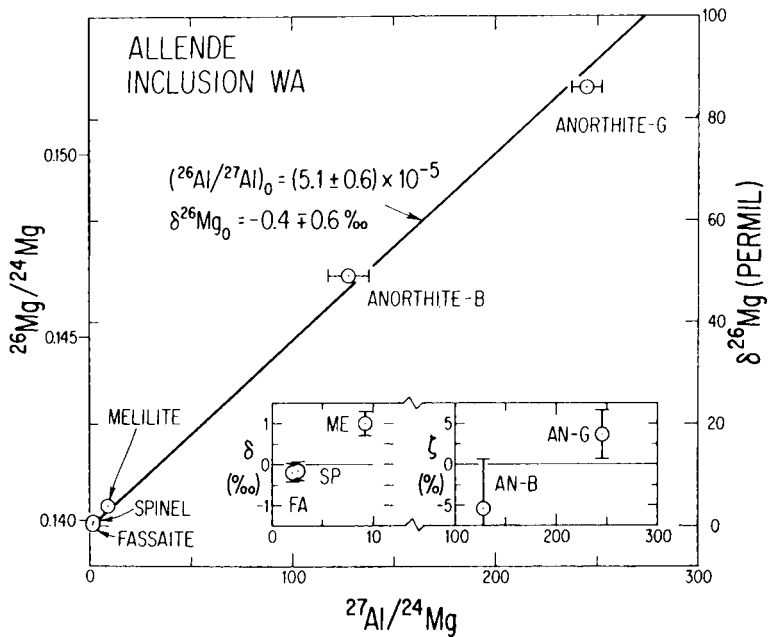 ALLENDE
INCLUSION WA
(²⁶Al/²⁷Al)₀ = (5.1 ± 0.6) × 10⁻⁵
δ²⁶Mg₀ = −0.4 ∓ 0.6 ‰
ANORTHITE-G
ANORTHITE-B
MELILITE
SPINEL
FASSAITE
²⁶Mg/²⁴Mg
0.150
0.145
0.140
δ²⁶Mg (PERMIL)
100
80
60
40
20
0
δ
(‰)
1
0
-1
ME
SP
FA
0
10
ζ
(%)
5
0
-5
AN-B
AN-G
100
200
300
0
100
200
300
²⁷Al/²⁴Mg